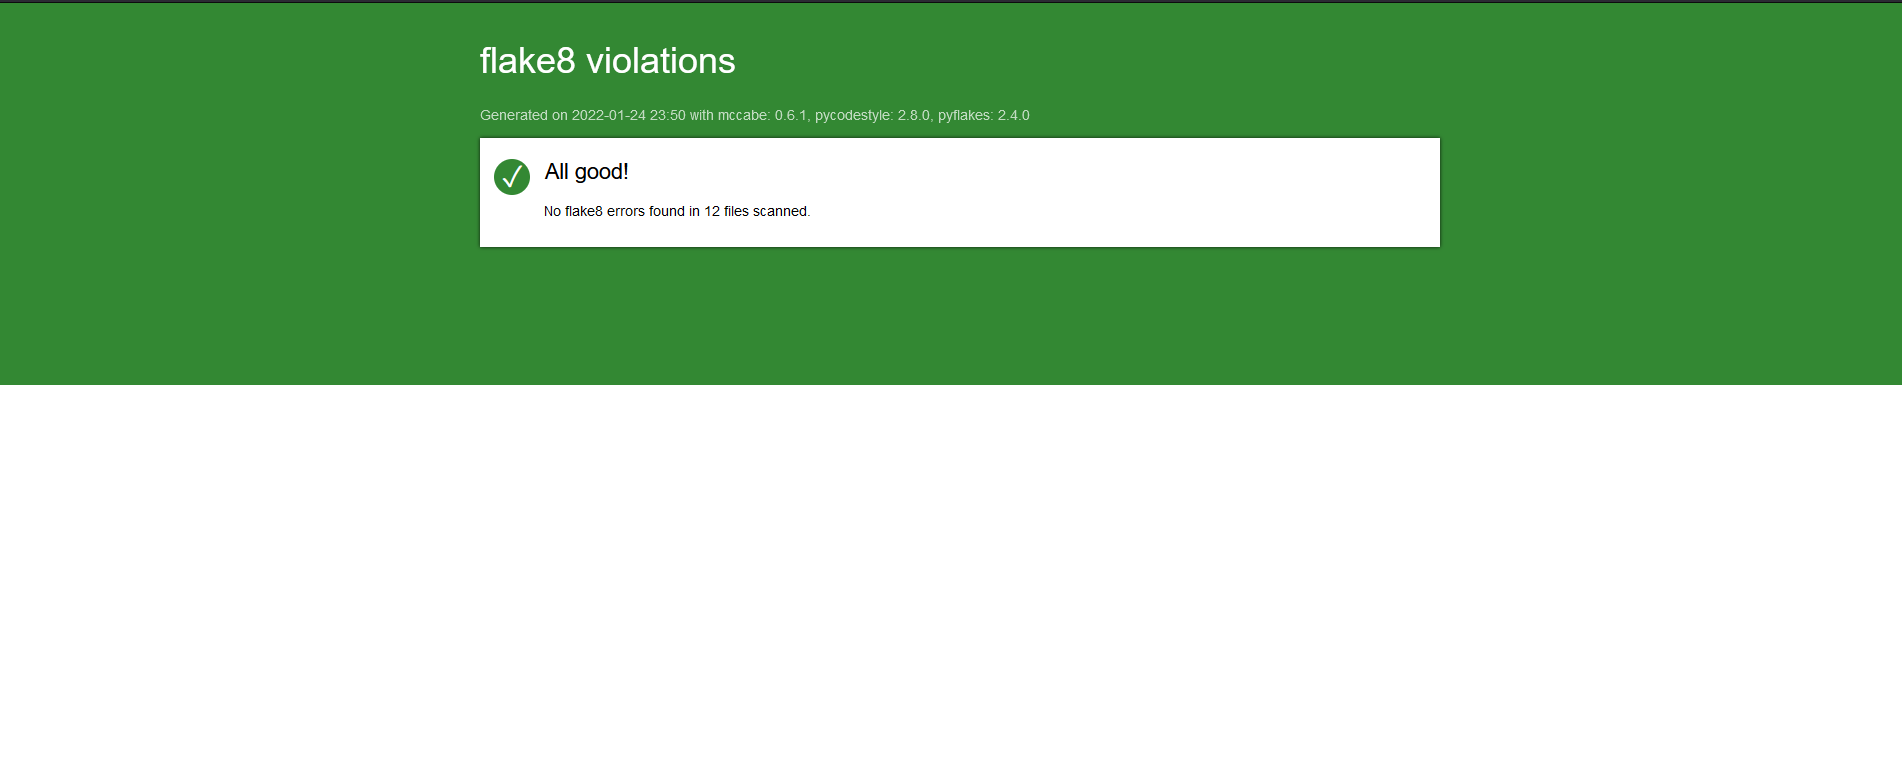 flake8 violations
Generated on 2022-01-24 23:50 with mccabe: 0.6.1, pycodestyle: 2.8.0, pyflakes: 2.4.0
All good!
No flake8 errors found in 12 files scanned.